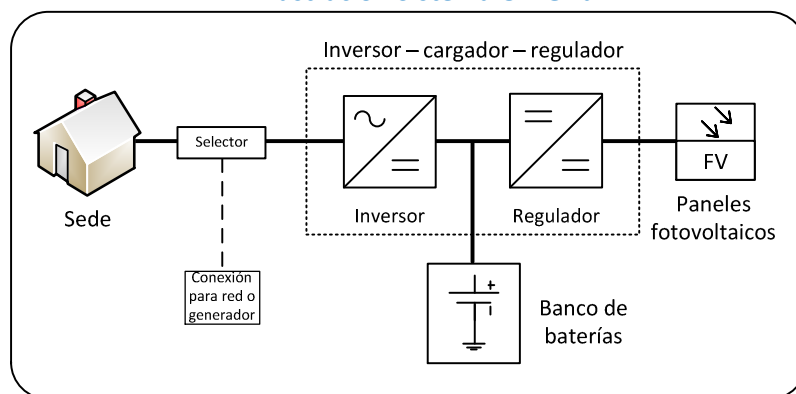 Inversor – cargador – regulador
Selector
FV
Sede
Inversor
Regulador
Paneles
fotovoltaicos
Conexión
para red o
generador
Banco de
baterías